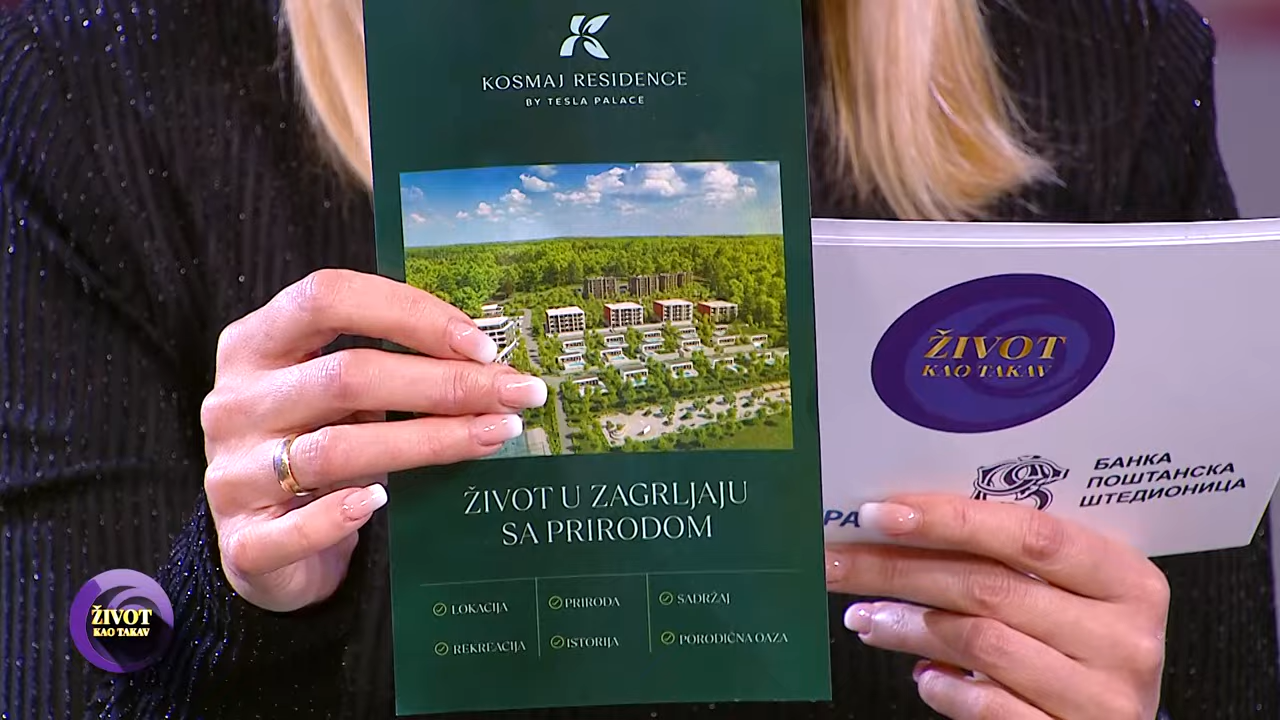 KOSMAJ RESIDENCE
BY TESLA PALACE
ŽIVOT U ZAGRLJAJU
SA PRIRODOM
LOKACIJA
PRIRODA
SADRŽAJ
REKREACIJA
ISTORIJA
PORODIČNA OAZA
ŽIVOT
KAO TAKAV
БАНКА
ПОШТАНСКА
ШТЕДИОНИЦА
ŽIVOT
KAO TAKAV